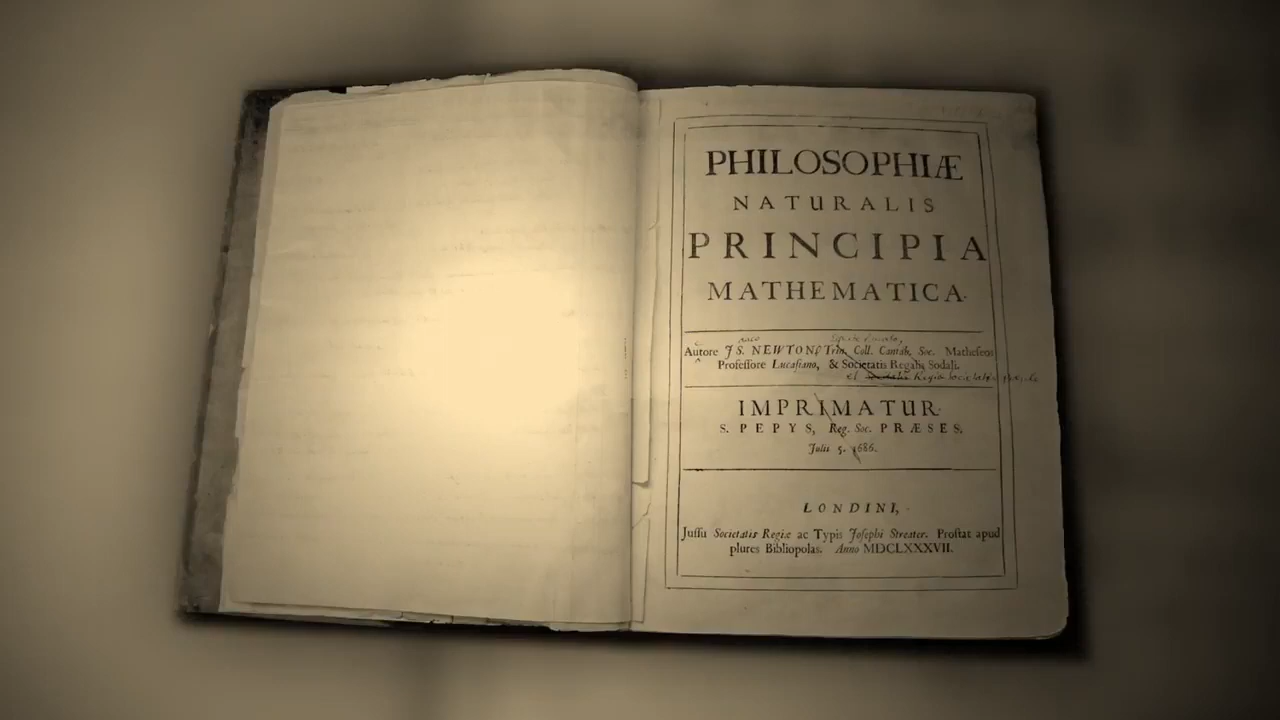 PHILOSOPHIÆ
NATURALIS
PRINCIPIA
MATHEMATICA.
Autore JS. NEWTON, Trin. Coll. Cantab. Soc. Matheseos
Professore Lucasiano, & Societatis Regalis Sodali.
IMPRIMATUR.
S. PEPYS, Reg. Soc. PRÆSES.
Julii 5. 1686.
LONDINI,
Jussu Societatis Regiæ ac Typis Josephi Streater. Prostat apud
plures Bibliopolas. Anno MDCLXXXVII.